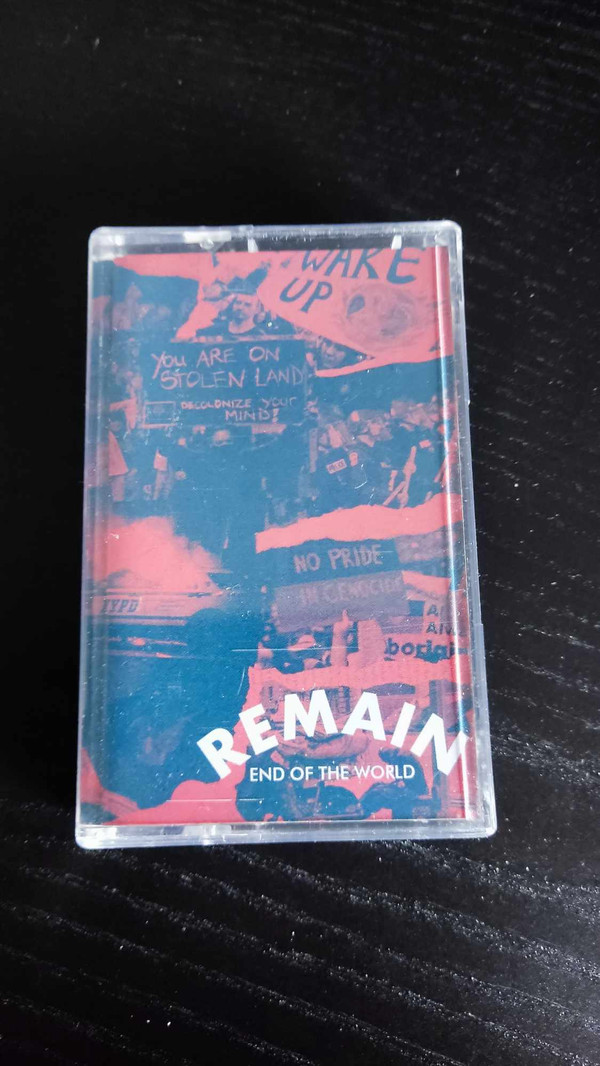 WAKE
UP
YOU ARE ON
STOLEN LAND
DECOLONIZE YOUR
MIND!
NO PRIDE
IN GENOCIDE
NYPD
REMAIN
END OF THE WORLD